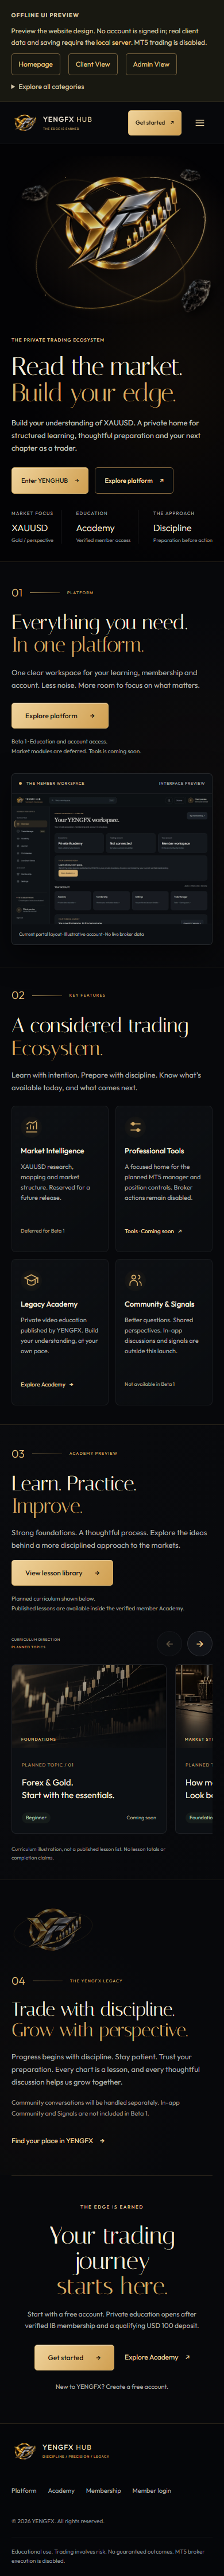 OFFLINE UI PREVIEW
Preview the website design. No account is signed in; real client
data and saving require the local server. MT5 trading is disabled.
Homepage
Client View
Admin View
Explore all categories
YENGFX HUB
THE EDGE IS EARNED
Get started
THE PRIVATE TRADING ECOSYSTEM
Read the market.
Build your edge.
Build your understanding of XAUUSD. A private home for
structured learning, thoughtful preparation and your next
chapter as a trader.
Enter YENGHUB
Explore platform
MARKET FOCUS
XAUUSD
Gold / perspective
EDUCATION
Academy
Verified member access
THE APPROACH
Discipline
Preparation before action
01
PLATFORM
Everything you need.
In one platform.
One clear workspace for your learning, membership and
account. Less noise. More room to focus on what matters.
Explore platform
Beta 1 · Education and account access.
Market modules are deferred. Tools is coming soon.
THE MEMBER WORKSPACE
INTERFACE PREVIEW
Your YENGFX workspace.
Private Academy
Not connected
Member workspace
Current portal layout · Illustrative account · No live broker data
02
KEY FEATURES
A considered trading
Ecosystem.
Learn with intention. Prepare with discipline. Know what's
available today, and what comes next.
Market Intelligence
XAUUSD research,
mapping and market
structure. Reserved for a
future release.
Deferred for Beta 1
Professional Tools
A focused home for the
planned MT5 manager and
position controls. Broker
actions remain disabled.
Tools · Coming soon
Legacy Academy
Private video education
published by YENGFX. Build
your understanding, at your
own pace.
Explore Academy
Community & Signals
Better questions. Shared
perspectives. In-app
discussions and signals are
outside this launch.
Not available in Beta 1
03
ACADEMY PREVIEW
Learn. Practice.
Improve.
Strong foundations. A thoughtful process. Explore the ideas
behind a more disciplined approach to the markets.
View lesson library
Planned curriculum shown below.
Published lessons are available inside the verified member Academy.
CURRICULUM DIRECTION
PLANNED TOPICS
FOUNDATIONS
PLANNED TOPIC / 01
Forex & Gold.
Start with the essentials.
Beginner
Coming soon
MARKET ST
PLANNED T
How m
Look b
Foundatio
Curriculum illustration, not a published lesson list. No lesson totals or
completion claims.
04
THE YENGFX LEGACY
Trade with discipline.
Grow with perspective.
Progress begins with discipline. Stay patient. Trust your
preparation. Every chart is a lesson, and every thoughtful
discussion helps us grow together.
Community conversations will be handled separately. In-app
Community and Signals are not included in Beta 1.
Find your place in YENGFX
THE EDGE IS EARNED
Your trading
journey
starts here.
Start with a free account. Private education opens after
verified IB membership and a qualifying USD 100 deposit.
Get started
Explore Academy
New to YENGFX? Create a free account.
YENGFX HUB
DISCIPLINE / PRECISION / LEGACY
Platform
Academy
Membership
Member login
© 2026 YENGFX. All rights reserved.
Educational use. Trading involves risk. No guaranteed outcomes. MT5 broker
execution is disabled.